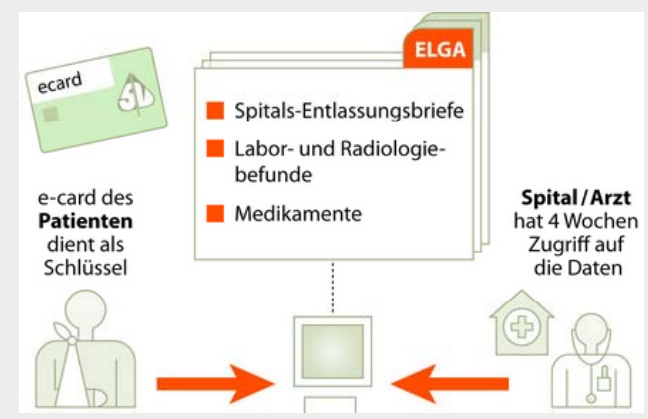 ecard
ELGA
Spitals-Entlassungsbriefe
Labor- und Radiologie-
befunde
Medikamente
e-card des
Patienten
dient als
Schlüssel
Spital/Arzt
hat 4 Wochen
Zugriff auf
die Daten